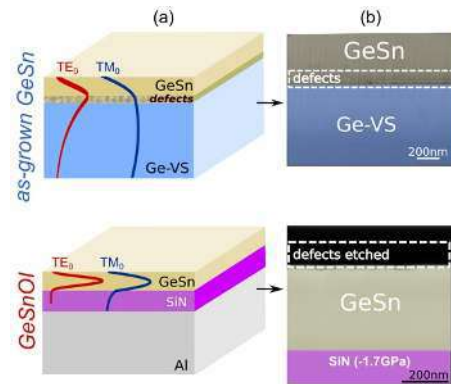 (a) (b)
as-grown GeSn
TE₀ TM₀
GeSn
defects
Ge-VS
GeSn
defects
Ge-VS
200nm
GeSnOI
TE₀ TM₀
GeSn
SiN
Al
defects etched
GeSn
SiN (-1.7GPa)
200nm